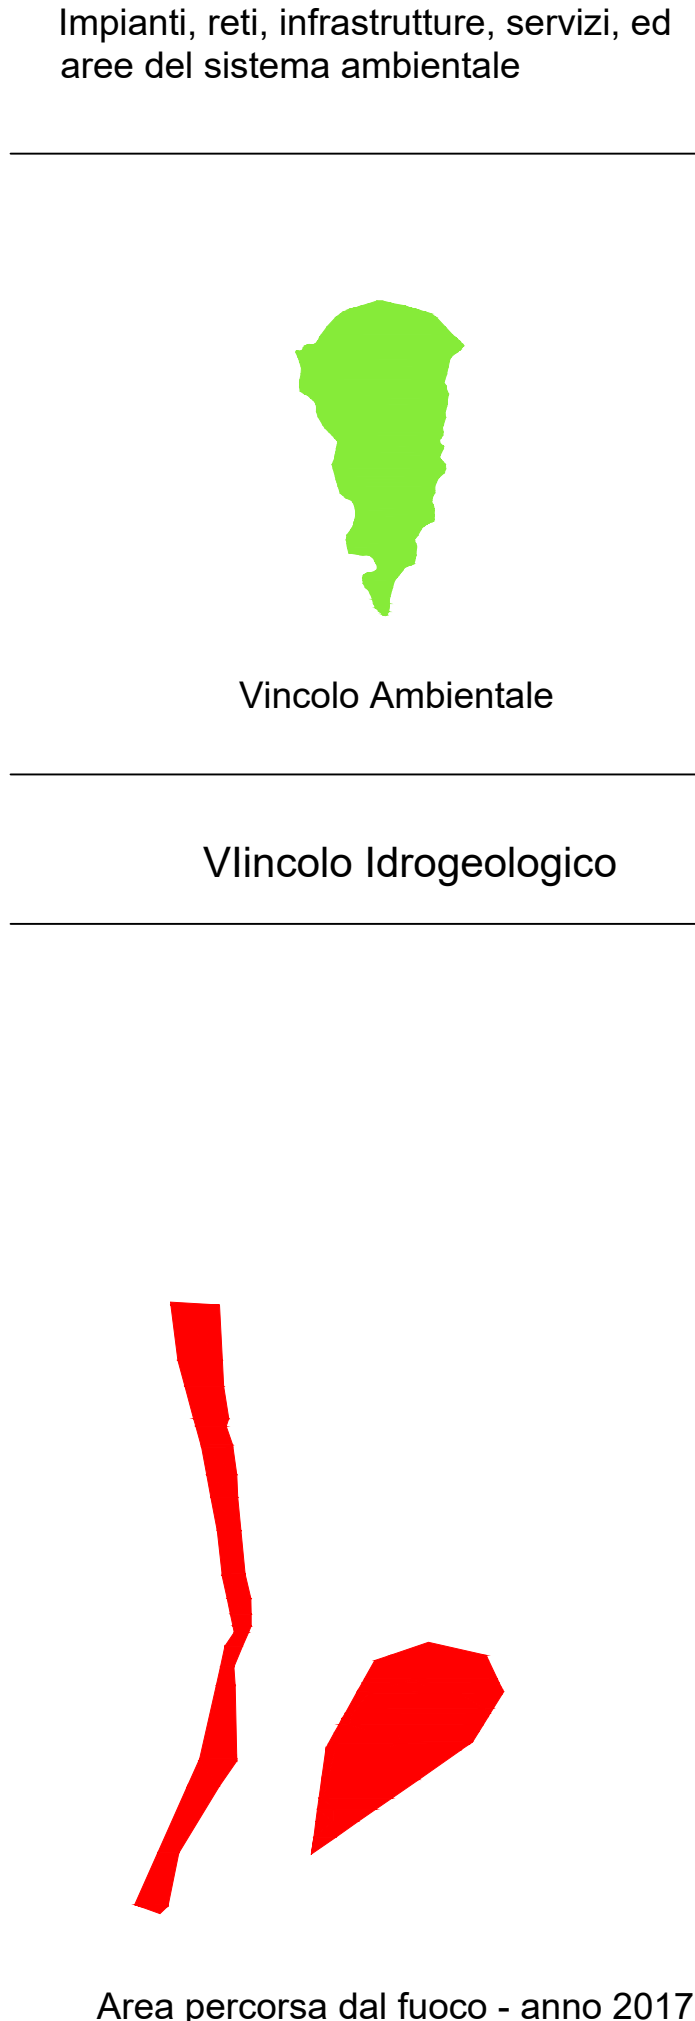 Impianti, reti, infrastrutture, servizi, ed
aree del sistema ambientale
Vincolo Ambientale
VIincolo Idrogeologico
Area percorsa dal fuoco - anno 2017